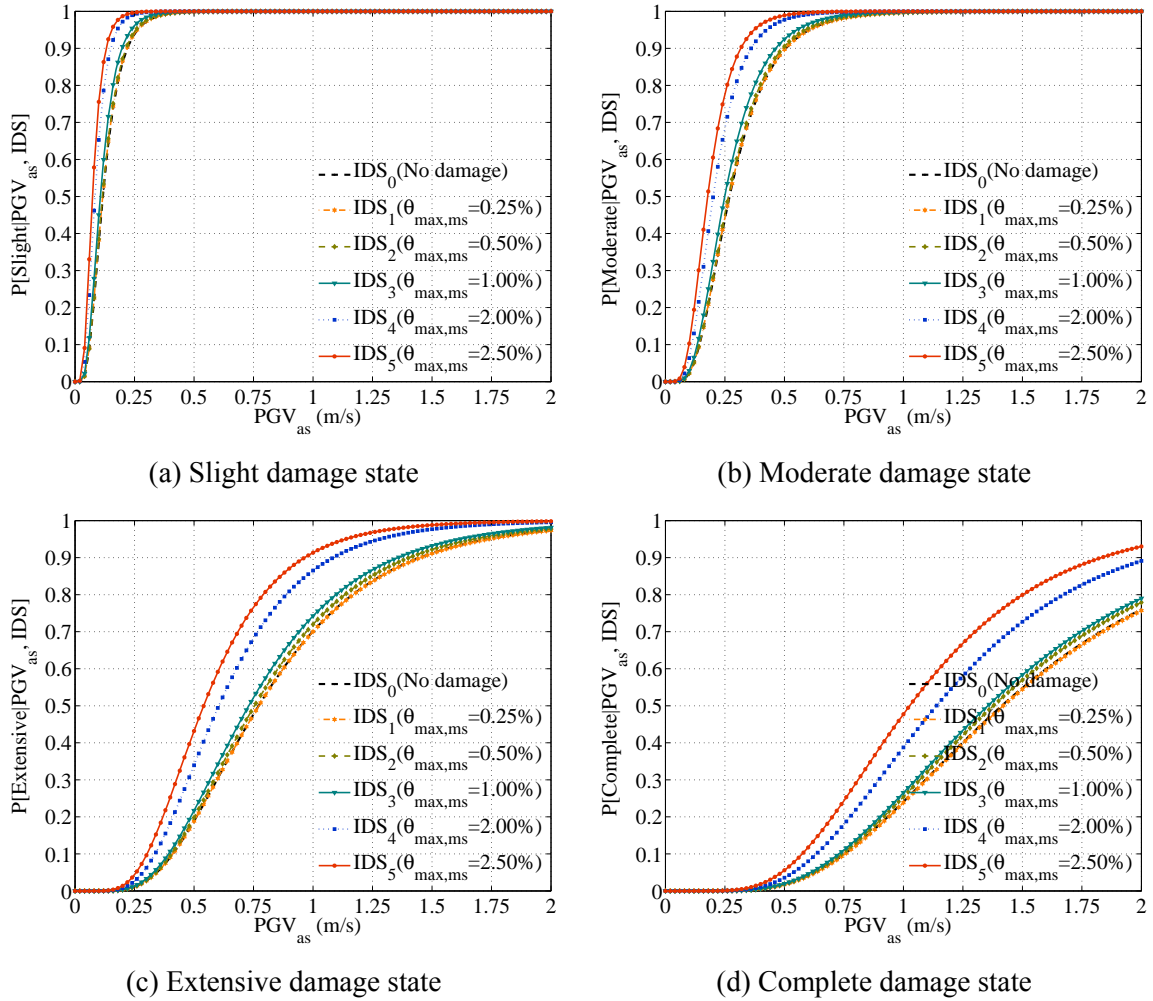 1
0.9
0.8
0.7
0.6
0.5
0.4
0.3
0.2
0.1
0
P[Slight|PGV_as, IDS]
IDS_0(No damage)
IDS_1(θ_max,ms=0.25%)
IDS_2(θ_max,ms=0.50%)
IDS_3(θ_max,ms=1.00%)
IDS_4(θ_max,ms=2.00%)
IDS_5(θ_max,ms=2.50%)
0 0.25 0.5 0.75 1 1.25 1.5 1.75 2
PGV_as (m/s)
(a) Slight damage state
1
0.9
0.8
0.7
0.6
0.5
0.4
0.3
0.2
0.1
0
P[Moderate|PGV_as, IDS]
IDS_0(No damage)
IDS_1(θ_max,ms=0.25%)
IDS_2(θ_max,ms=0.50%)
IDS_3(θ_max,ms=1.00%)
IDS_4(θ_max,ms=2.00%)
IDS_5(θ_max,ms=2.50%)
0 0.25 0.5 0.75 1 1.25 1.5 1.75 2
PGV_as (m/s)
(b) Moderate damage state
1
0.9
0.8
0.7
0.6
0.5
0.4
0.3
0.2
0.1
0
P[Extensive|PGV_as, IDS]
IDS_0(No damage)
IDS_1(θ_max,ms=0.25%)
IDS_2(θ_max,ms=0.50%)
IDS_3(θ_max,ms=1.00%)
IDS_4(θ_max,ms=2.00%)
IDS_5(θ_max,ms=2.50%)
0 0.25 0.5 0.75 1 1.25 1.5 1.75 2
PGV_as (m/s)
(c) Extensive damage state
1
0.9
0.8
0.7
0.6
0.5
0.4
0.3
0.2
0.1
0
P[Complete|PGV_as, IDS]
IDS_0(No damage)
IDS_1(θ_max,ms=0.25%)
IDS_2(θ_max,ms=0.50%)
IDS_3(θ_max,ms=1.00%)
IDS_4(θ_max,ms=2.00%)
IDS_5(θ_max,ms=2.50%)
0 0.25 0.5 0.75 1 1.25 1.5 1.75 2
PGV_as (m/s)
(d) Complete damage state